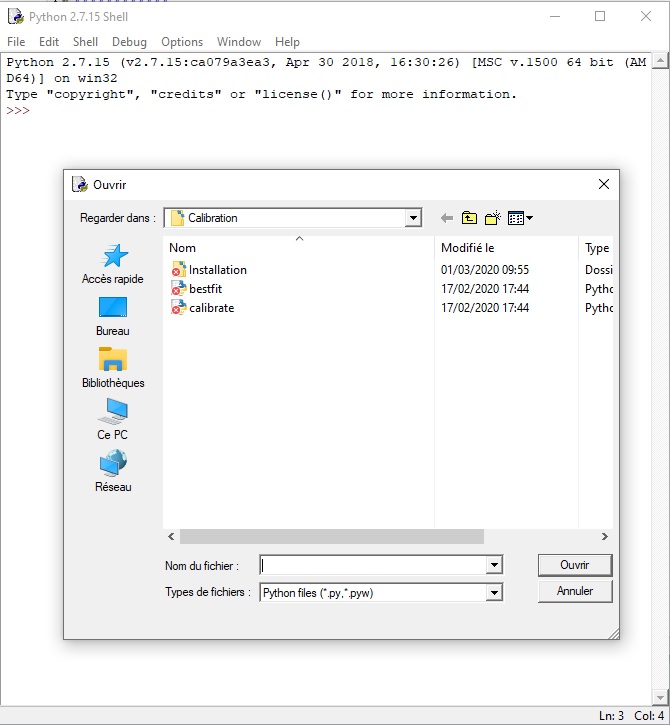 Python 2.7.15 Shell
File Edit Shell Debug Options Window Help
Python 2.7.15 (v2.7.15:ca079a3ea3, Apr 30 2018, 16:30:26) [MSC v.1500 64 bit (AM
D64)] on win32
Type "copyright", "credits" or "license()" for more information.
>>>
Ouvrir
Regarder dans : Calibration
Nom Modifié le Type
Installation 01/03/2020 09:55 Dossi
bestfit 17/02/2020 17:44 Pytho
calibrate 17/02/2020 17:44 Pytho
Accès rapide
Bureau
Bibliothèques
Ce PC
Réseau
Nom du fichier : Ouvrir
Types de fichiers : Python files (*.py,*.pyw) Annuler
Ln: 3 Col: 4